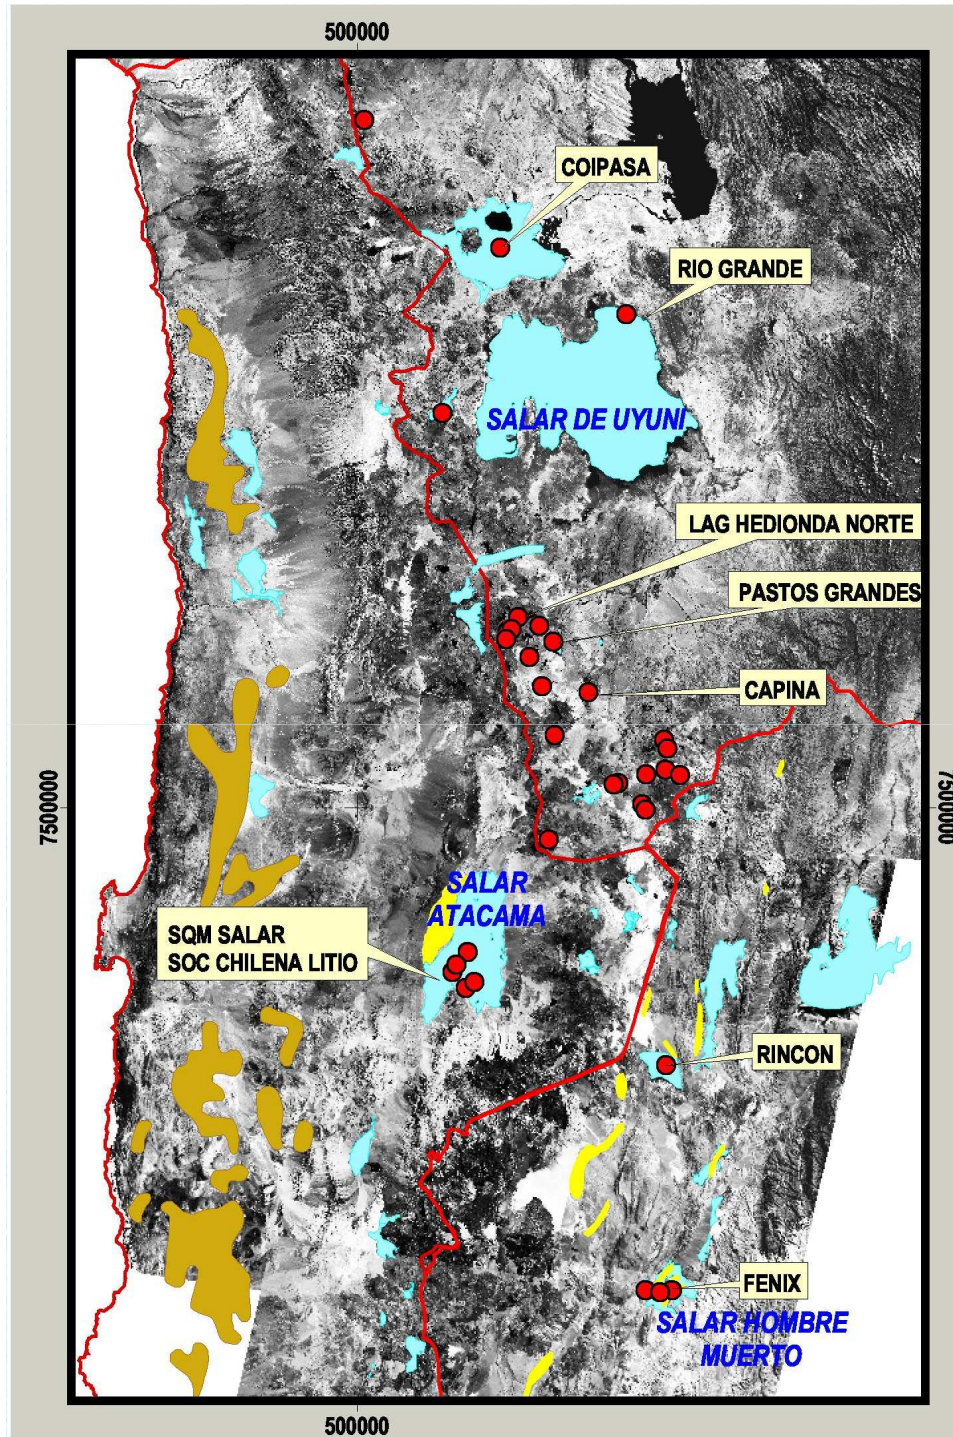 500000
COIPASA
RIO GRANDE
SALAR DE UYUNI
LAG HEDIONDA NORTE
PASTOS GRANDES
CAPINA
7500000
7500000
SALAR
ATACAMA
SQM SALAR
SOC CHILENA LITIO
RINCON
FENIX
SALAR HOMBRE
MUERTO
500000